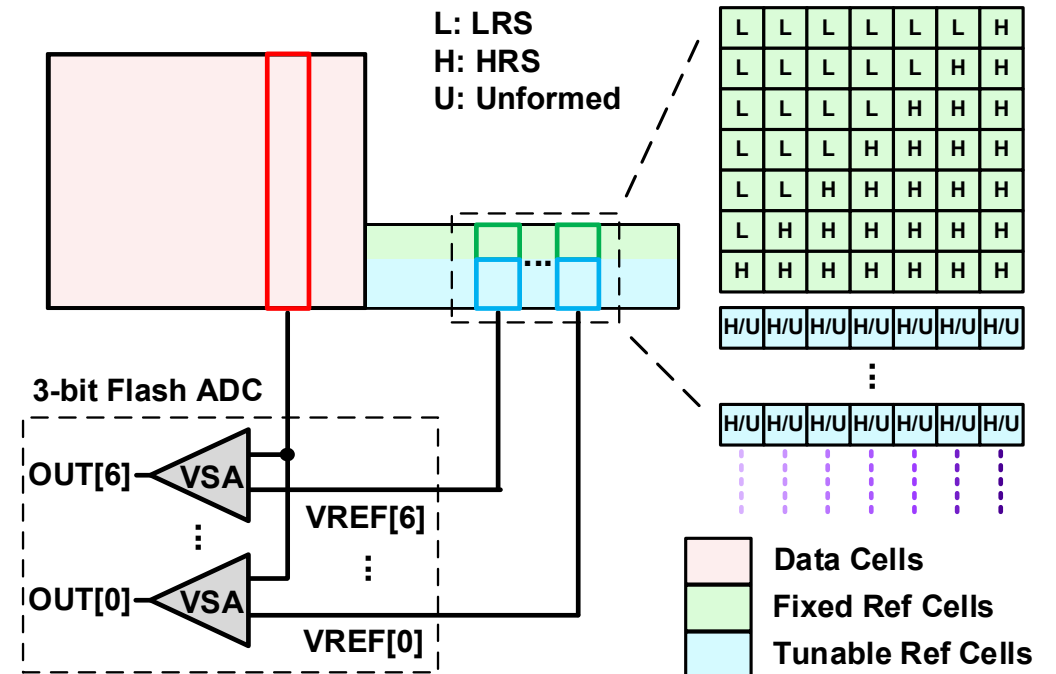 L: LRS
H: HRS
U: Unformed
L L L L L L H
L L L L L H H
L L L L H H H
L L L H H H H
L L H H H H H
L H H H H H H
H H H H H H H
H/U H/U H/U H/U H/U H/U H/U
H/U H/U H/U H/U H/U H/U H/U
...
3-bit Flash ADC
OUT[6] VSA
VREF[6]
OUT[0] VSA
VREF[0]
Data Cells
Fixed Ref Cells
Tunable Ref Cells